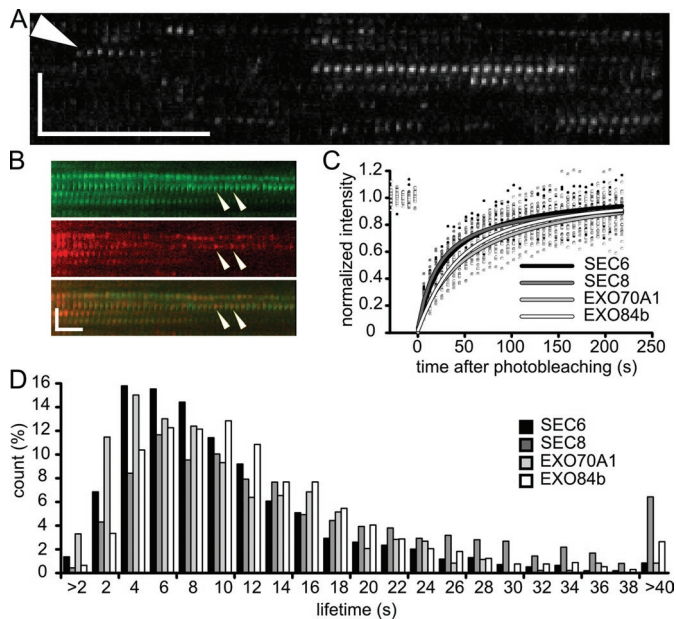 A
B
C
normalized intensity
1.2
1.0
0.8
0.6
0.4
0.2
0
SEC6
SEC8
EXO70A1
EXO84b
0 50 100 150 200 250
time after photobleaching (s)
D
count (%)
16
14
12
10
8
6
4
2
0
SEC6
SEC8
EXO70A1
EXO84b
>2 2 4 6 8 10 12 14 16 18 20 22 24 26 28 30 32 34 36 38 >40
lifetime (s)